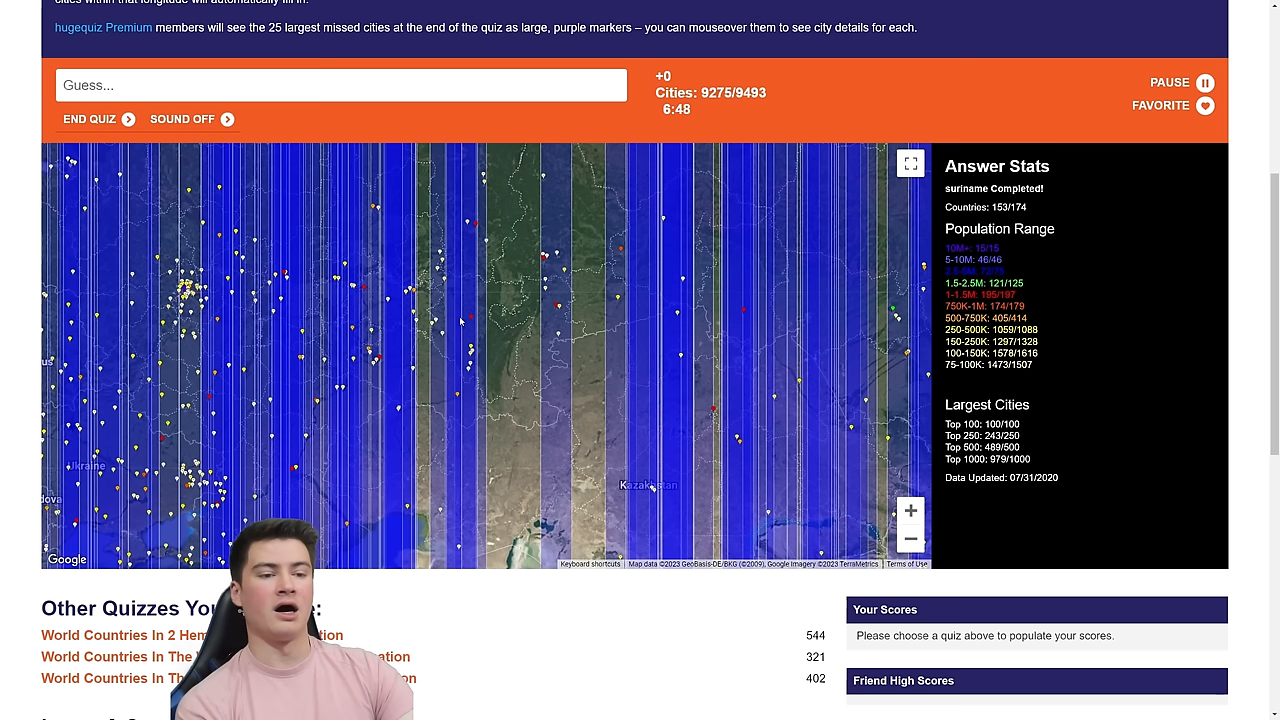 hugequiz Premium members will see the 25 largest missed cities at the end of the quiz as large, purple markers – you can mouseover them to see city details for each.
Guess...
+0
Cities: 9275/9493
6:48
PAUSE
FAVORITE
END QUIZ
SOUND OFF
Answer Stats
suriname Completed!
Countries: 153/174
Population Range
10M+: 15/15
5-10M: 46/46
1.5-2.5M: 121/125
1-1.5M: 195/197
750K-1M: 174/179
500-750K: 405/414
250-500K: 1059/1088
150-250K: 1297/1328
100-150K: 1578/1616
75-100K: 1473/1507
Largest Cities
Top 100: 100/100
Top 250: 243/250
Top 500: 489/500
Top 1000: 979/1000
Data Updated: 07/31/2020
Ukraine
Kazakhstan
Google
Keyboard shortcuts
Map data ©2023 GeoBasis-DE/BKG (©2009), Google Imagery ©2023 TerraMetrics
Terms of Use
Other Quizzes
World Countries In 2
544
World Countries In The
321
World Countries In
402
Your Scores
Please choose a quiz above to populate your scores.
Friend High Scores